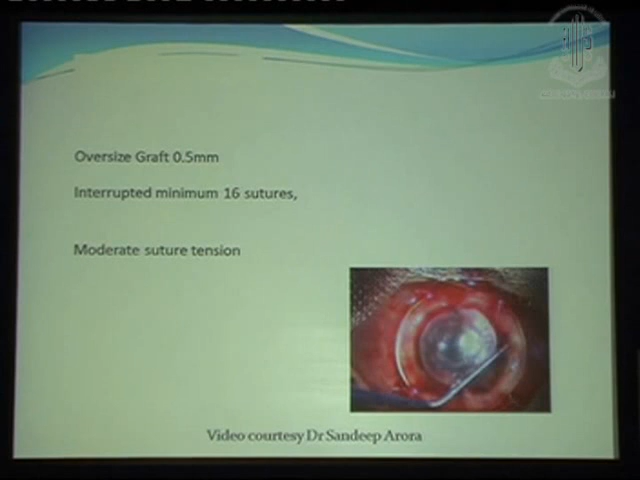 Oversize Graft 0.5mm
Interrupted minimum 16 sutures,
Moderate suture tension
Video courtesy Dr Sandeep Arora